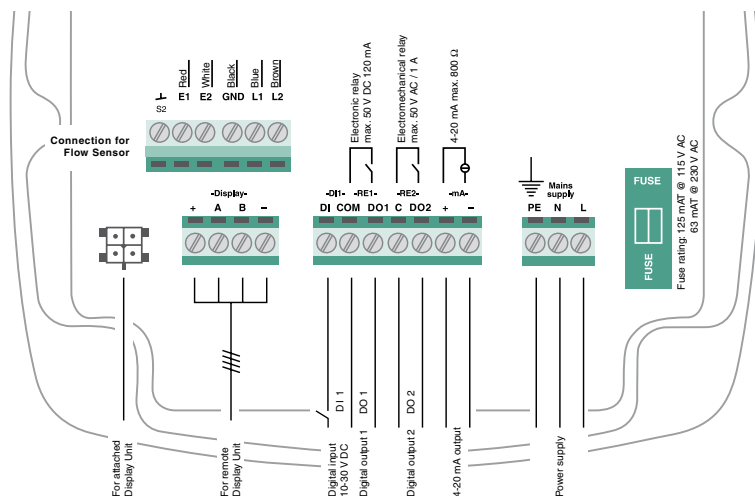 Red
White
Black
Blue
Brown
E1 E2 GND L1 L2
S2
Connection for
Flow Sensor
Electronic relay
max. 50 V DC 120 mA
Electromechanical relay
max. 50 V AC / 1 A
4-20 mA max. 800 Ω
-Display-
+ A B -
-DI1- -RE1- -RE2- -mA-
DI COM DO1 C DO2 + -
Mains
supply
PE N L
FUSE
FUSE
Fuse rating: 125 mAT @ 115 V AC
63 mAT @ 230 V AC
DI 1
DO 1
DO 2
For attached
Display Unit
For remote
Display Unit
Digital input
10-30 V DC
Digital output 1
Digital output 2
4-20 mA output
Power supply